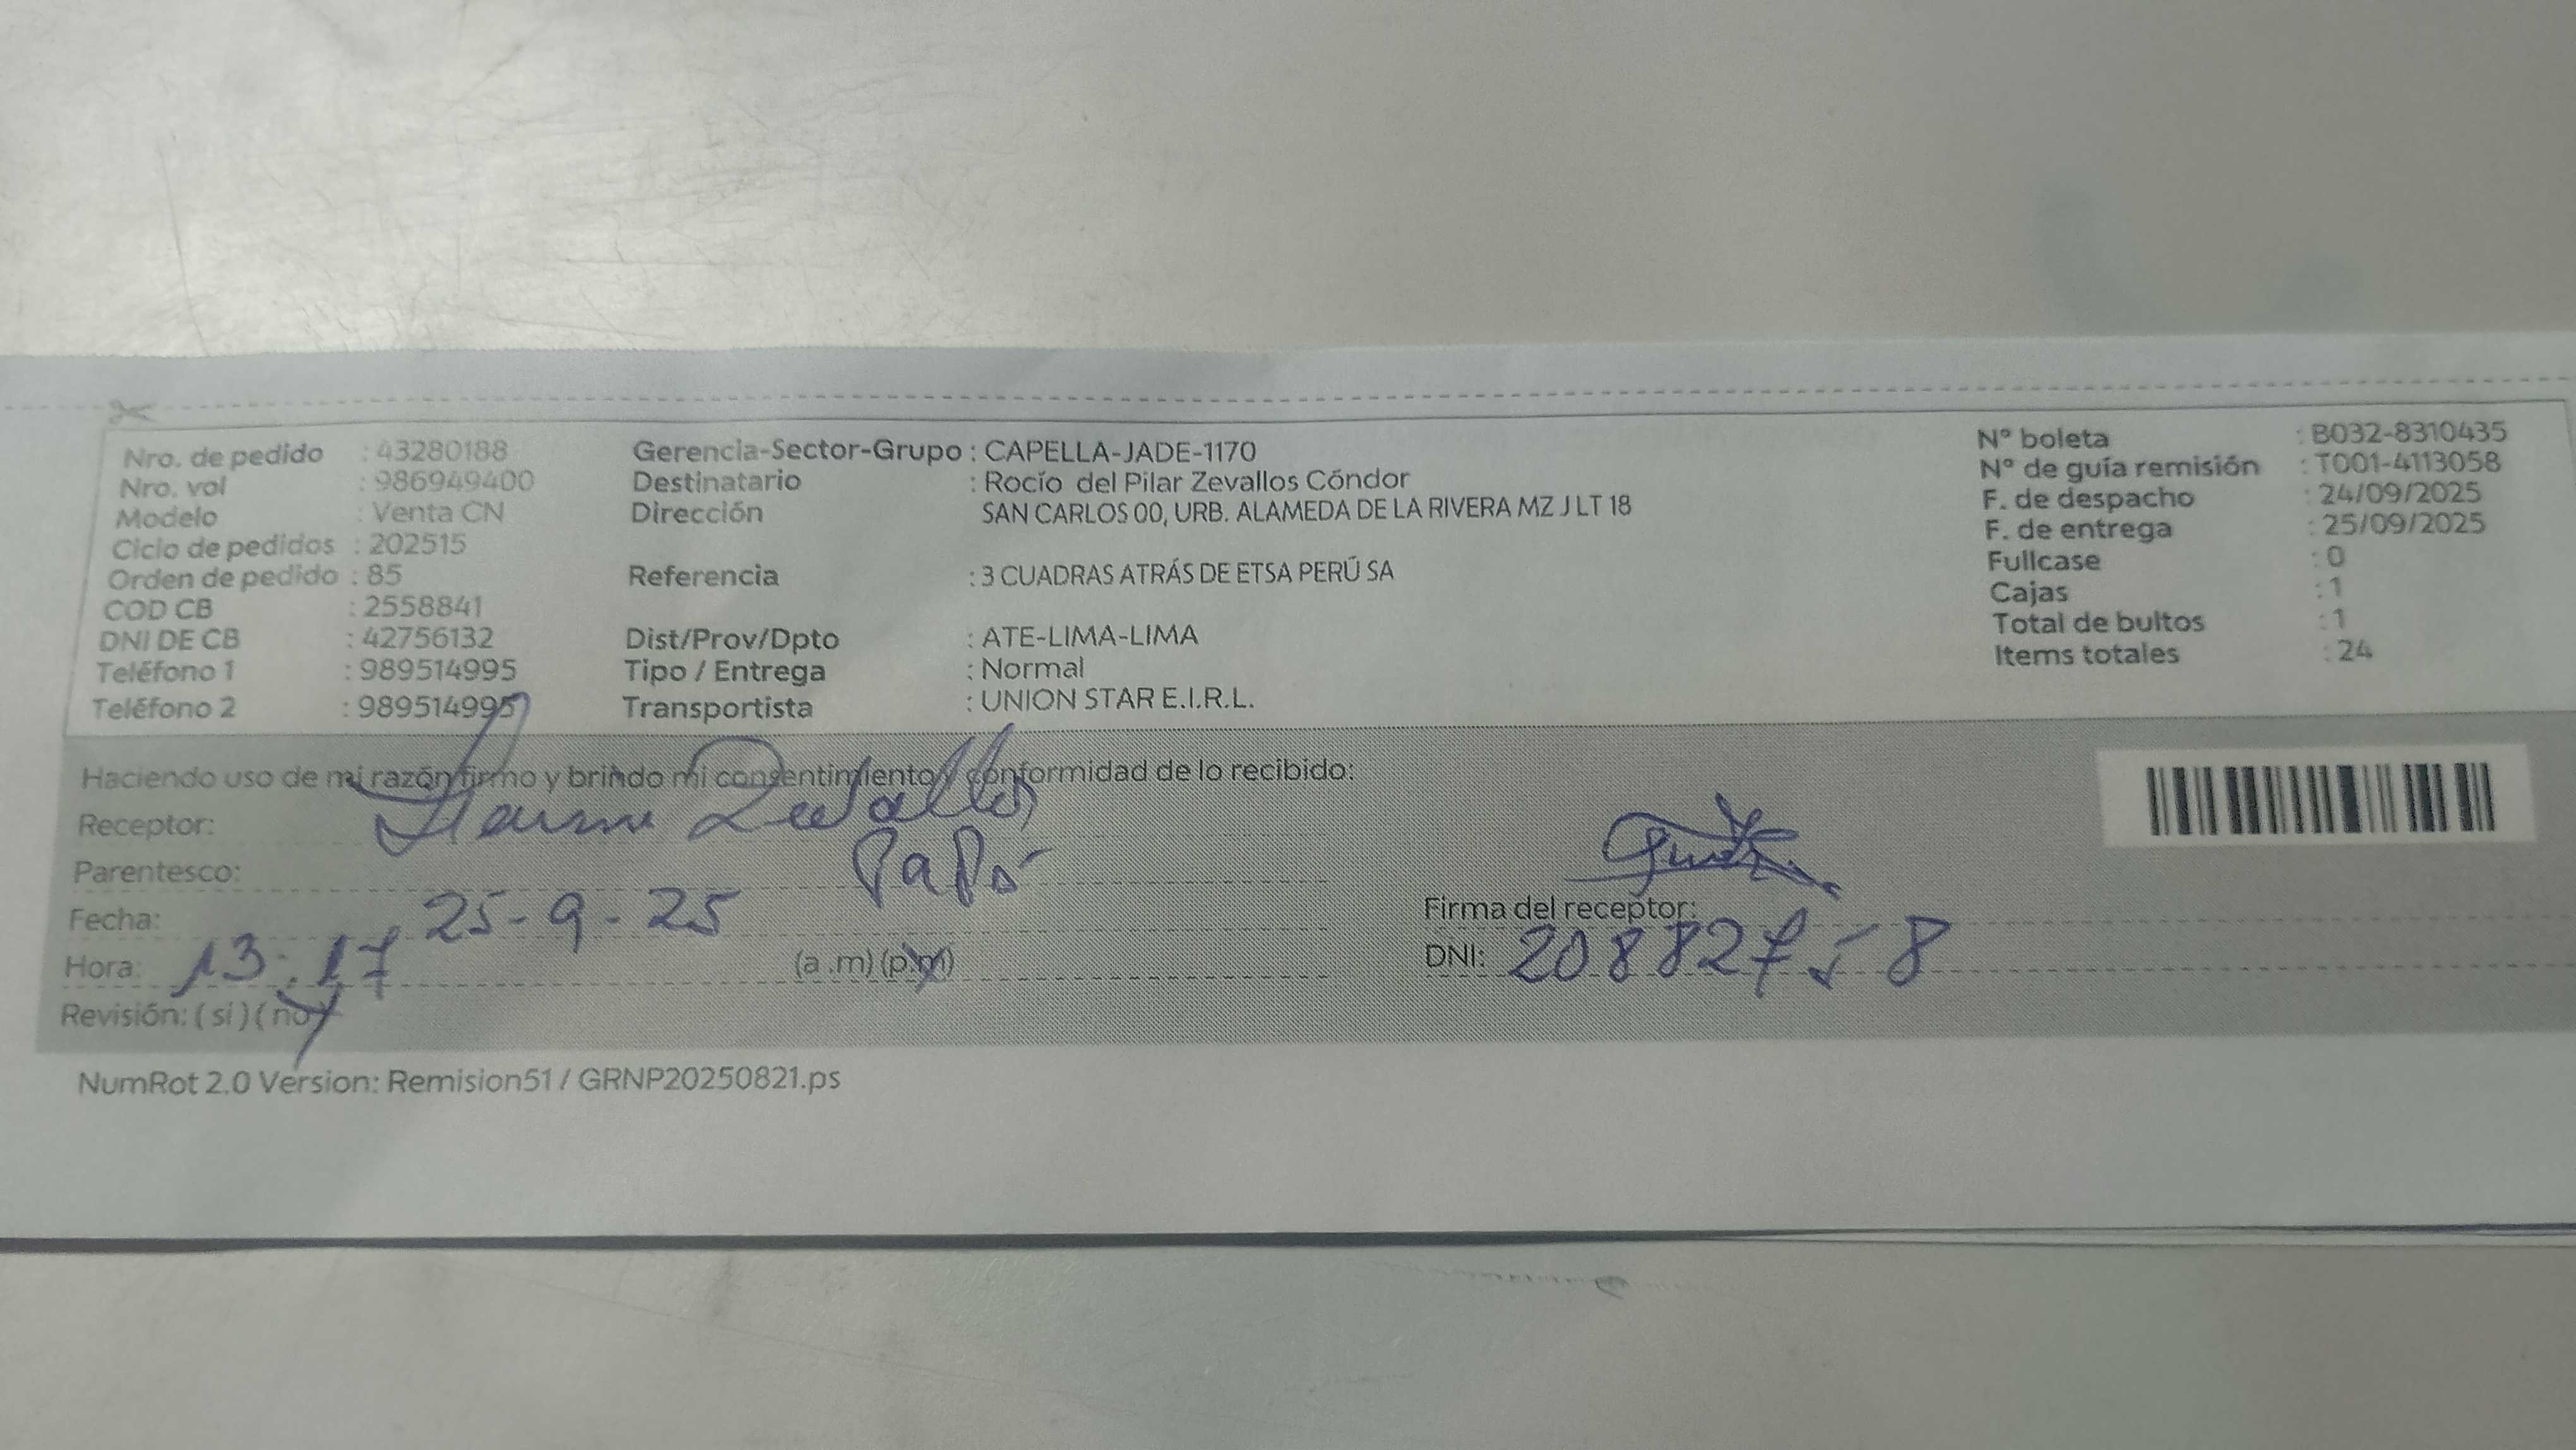 Nro. de pedido : 43280188
Nro. vol : 986949400
Modelo : Venta CN
Ciclo de pedidos : 202515
Orden de pedido : 85
COD CB : 2558841
DNI DE CB : 42756132
Teléfono 1 : 989514995
Teléfono 2 : 989514995
Gerencia-Sector-Grupo : CAPELLA-JADE-1170
Destinatario : Rocío del Pilar Zevallos Cóndor
Dirección SAN CARLOS 00, URB. ALAMEDA DE LA RIVERA MZ J LT 18
Referencia : 3 CUADRAS ATRÁS DE ETSA PERÚ SA
Dist/Prov/Dpto : ATE-LIMA-LIMA
Tipo / Entrega : Normal
Transportista : UNION STAR E.I.R.L.
N° boleta : B032-8310435
N° de guía remisión : T001-4113058
F. de despacho : 24/09/2025
F. de entrega : 25/09/2025
Fullcase : 0
Cajas : 1
Total de bultos : 1
Items totales : 24
Haciendo uso de mi razón firmo y brindo mi consentimiento y conformidad de lo recibido:
Receptor: Zevallos
Parentesco: PaPá
Fecha: 25-9-25
Hora: 13:17 (a.m) (p.m)
Revisión: ( si ) ( no )
Firma del receptor:
DNI: 20882758
NumRot 2.0 Version: Remision51 / GRNP20250821.ps